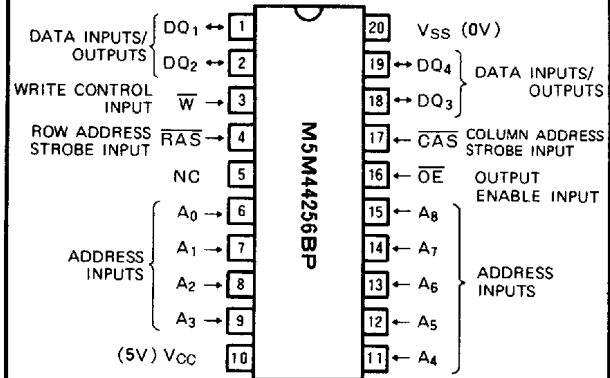 DATA INPUTS/
OUTPUTS
DQ1 ↔ 1
DQ2 ↔ 2
WRITE CONTROL
INPUT
W̅ → 3
ROW ADDRESS
STROBE INPUT
R̅A̅S̅ → 4
NC 5
ADDRESS
INPUTS
A0 → 6
A1 → 7
A2 → 8
A3 → 9
(5V) VCC 10
M5M44256BP
20 VSS (0V)
19 ↔ DQ4
18 ↔ DQ3
DATA INPUTS/
OUTPUTS
17 ← C̅A̅S̅ COLUMN ADDRESS
STROBE INPUT
16 ← O̅E̅ OUTPUT
ENABLE INPUT
15 ← A8
14 ← A7
13 ← A6
12 ← A5
11 ← A4
ADDRESS
INPUTS